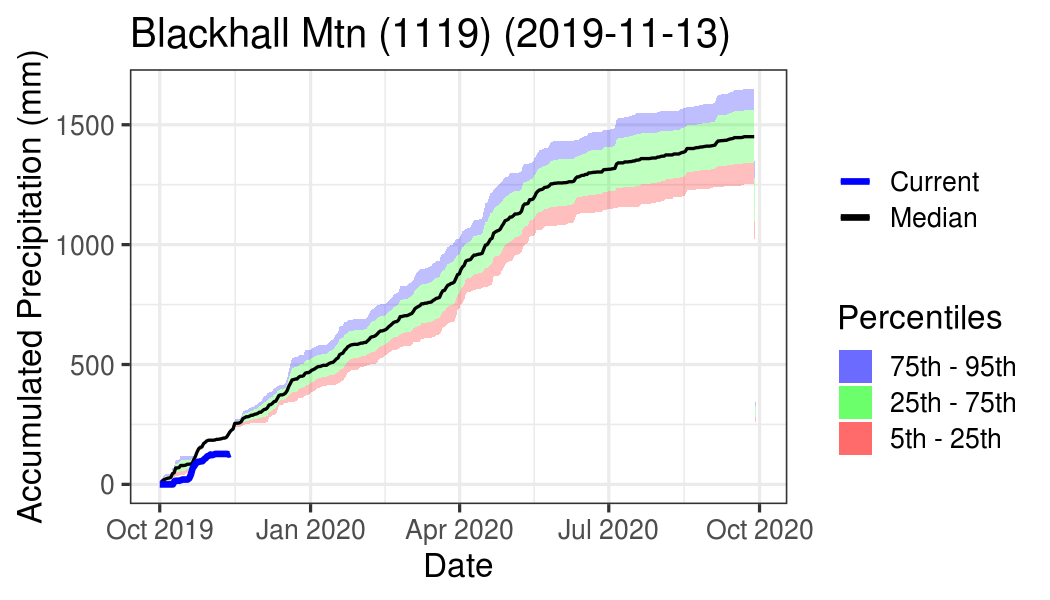 Blackhall Mtn (1119) (2019-11-13)
Accumulated Precipitation (mm)
1500
1000
500
0
Oct 2019
Jan 2020
Apr 2020
Jul 2020
Oct 2020
Date
Current
Median
Percentiles
75th - 95th
25th - 75th
5th - 25th